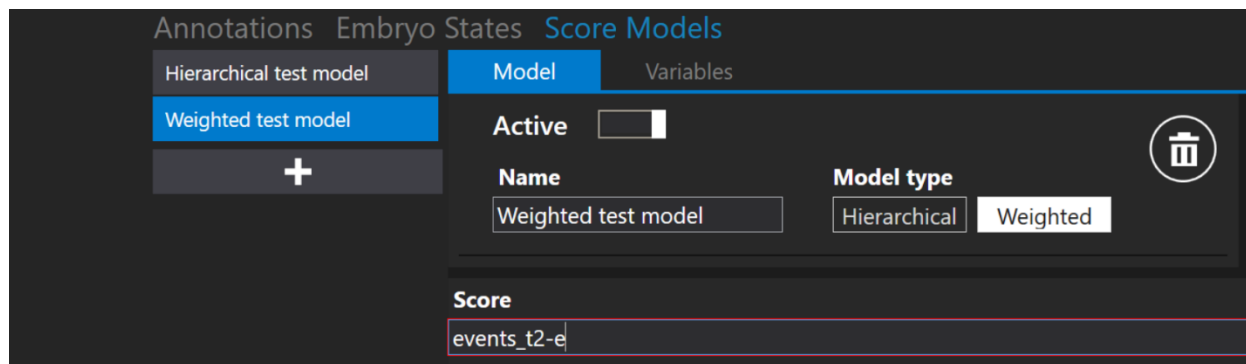 Annotations Embryo States Score Models
Hierarchical test model Model Variables
Weighted test model Active
Name Model type
Weighted test model Hierarchical Weighted
Score
events_t2-e